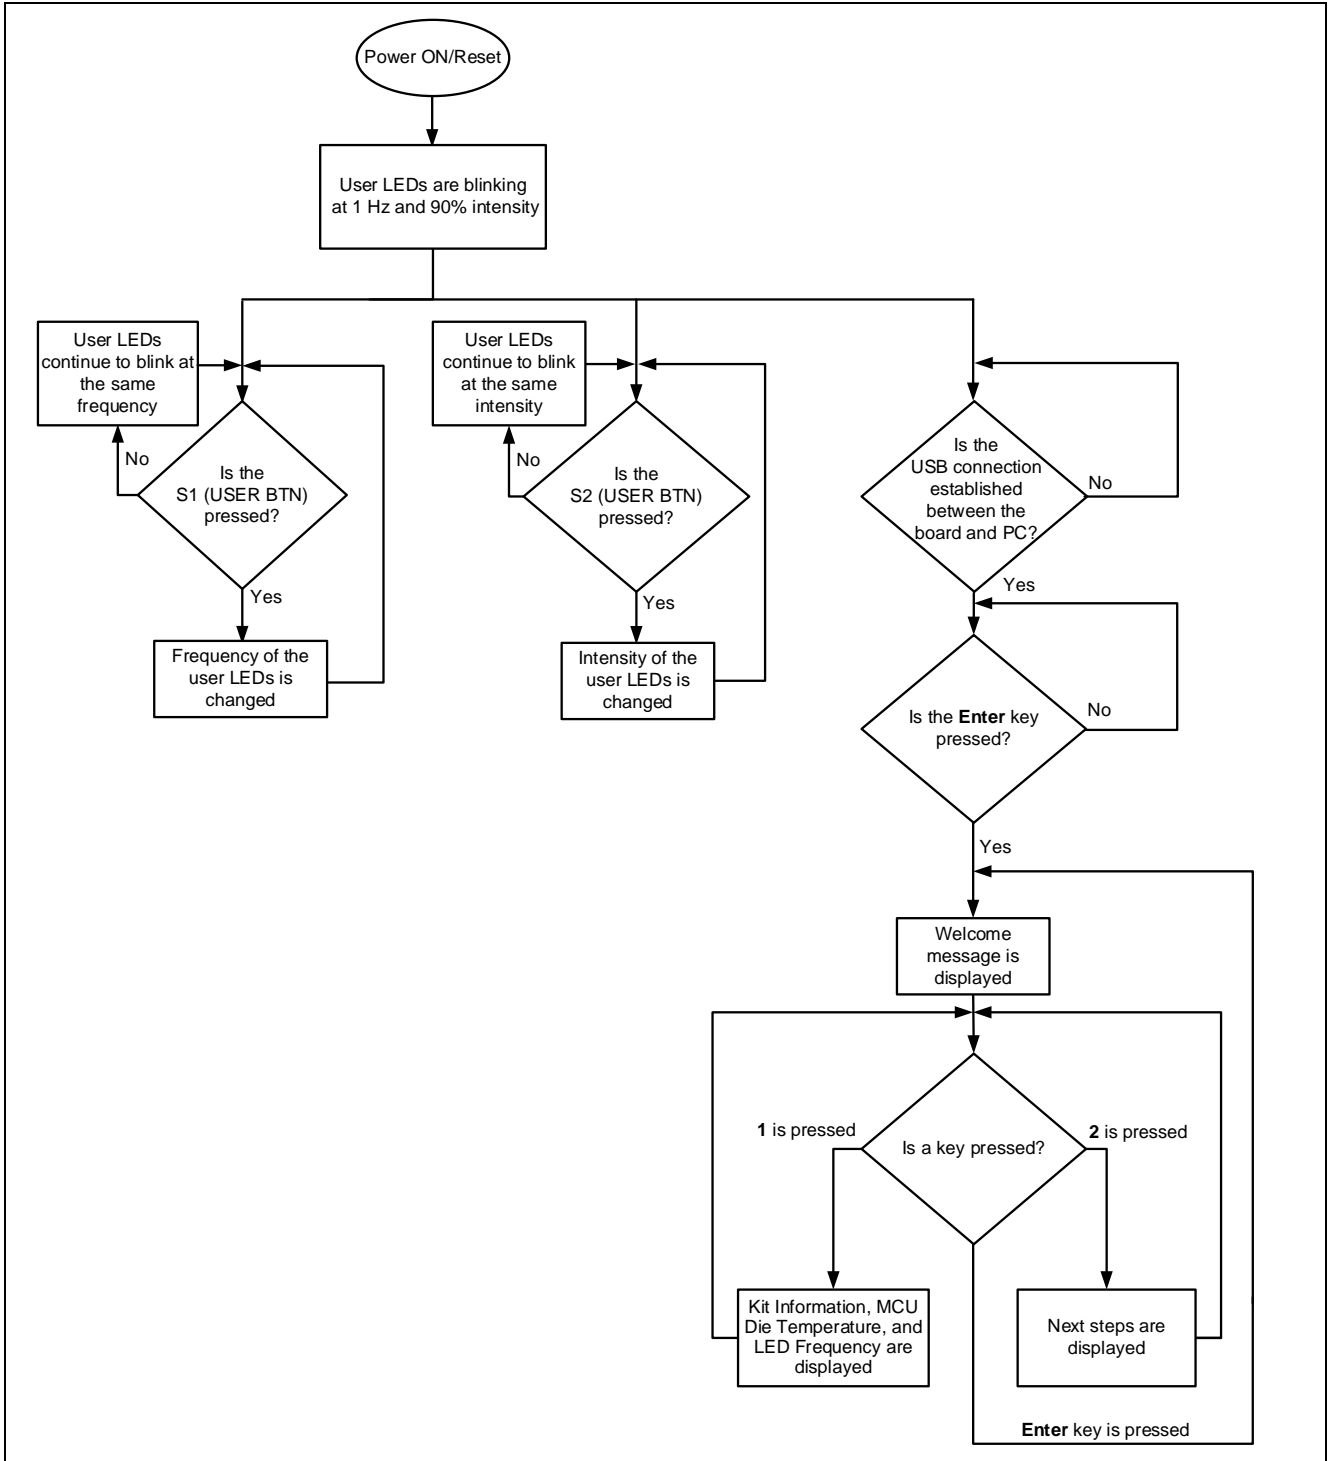 Power ON/Reset
User LEDs are blinking
at 1 Hz and 90% intensity
User LEDs
continue to blink at
the same
frequency
No
Is the
S1 (USER BTN)
pressed?
Yes
Frequency of the
user LEDs is
changed
User LEDs
continue to blink
at the same
intensity
No
Is the
S2 (USER BTN)
pressed?
Yes
Intensity of the
user LEDs is
changed
Is the
USB connection
established
between the
board and PC?
No
Yes
Is the Enter key
pressed?
No
Yes
Welcome
message is
displayed
1 is pressed
Is a key pressed?
2 is pressed
Kit Information, MCU
Die Temperature, and
LED Frequency are
displayed
Next steps are
displayed
Enter key is pressed